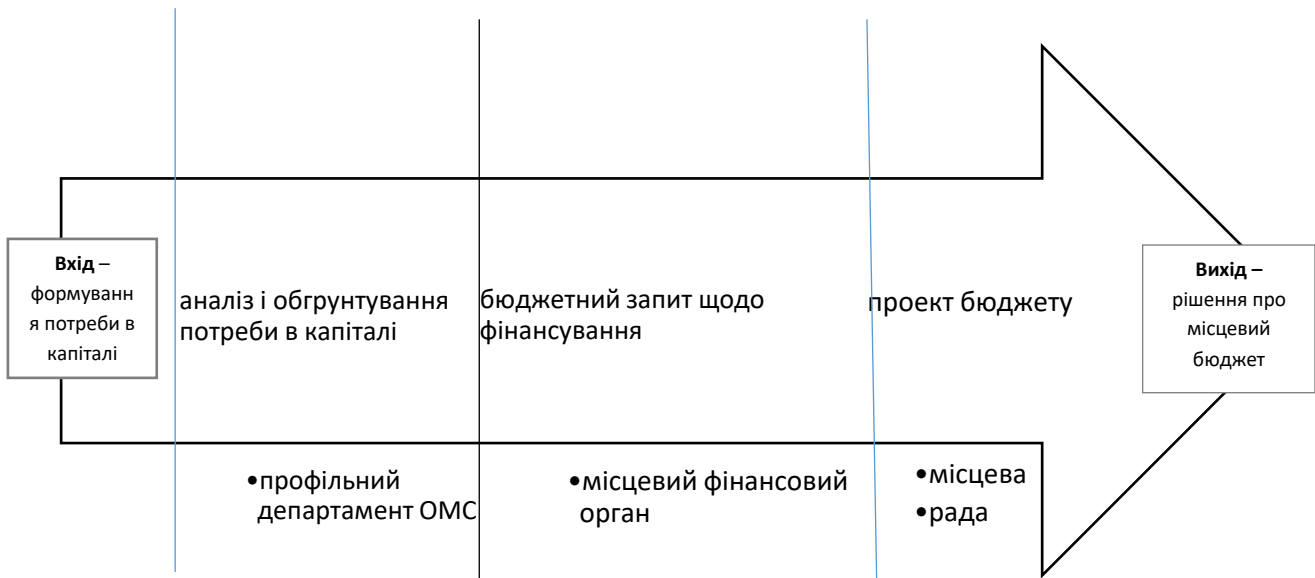 Вхід –
формуванн
я потреби в
капіталі
аналіз і обгрунтування
потреби в капіталі
бюджетний запит щодо
фінансування
проект бюджету
Вихід –
рішення про
місцевий
бюджет
•профільний
департамент ОМС
•місцевий фінансовий
орган
•місцева
•рада